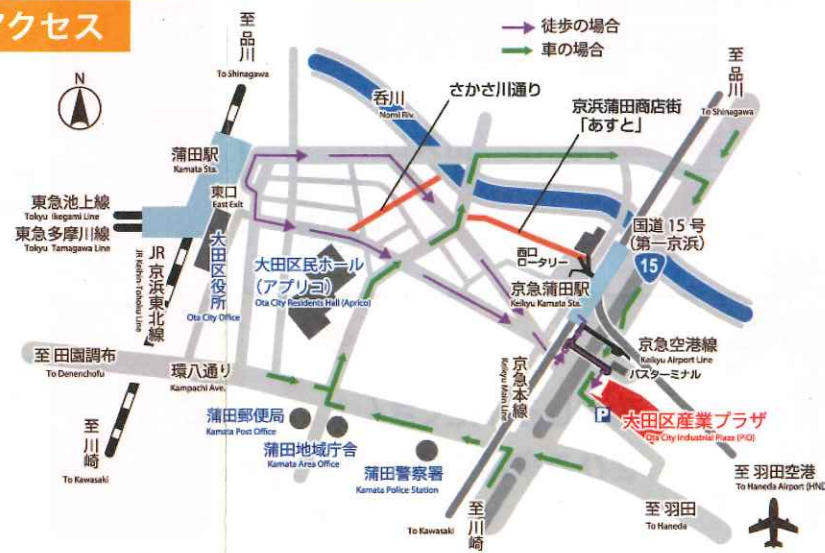 アクセス
徒歩の場合
車の場合
N
至 品川
To Shinagawa
至 品川
To Shinagawa
呑川
Nomi Riv.
さかさ川通り
京浜蒲田商店街
「あすと」
蒲田駅
Kamata Sta.
東口
East Exit
東急池上線
Tokyu Ikegami Line
東急多摩川線
Tokyu Tamagawa Line
JR 京浜東北線
JR Keihin-Tohoku Line
大田区役所
Ota City Office
大田区民ホール
(アプリコ)
Ota City Residents Hall (Aprico)
西口
ロータリー
京急蒲田駅
Keikyu Kamata Sta.
国道 15 号
(第一京浜)
15
京急空港線
Keikyu Airport Line
バスターミナル
至 田園調布
To Denenchofu
環八通り
Kampachi Ave.
京急本線
Keikyu Main Line
P
大田区産業プラザ
Ota City Industrial Plaza (PiO)
蒲田郵便局
Kamata Post Office
蒲田地域庁舎
Kamata Area Office
蒲田警察署
Kamata Police Station
至 川崎
To Kawasaki
To Kawasaki
至 川崎
至 羽田
To Haneda
至 羽田空港
To Haneda Airport (HND)